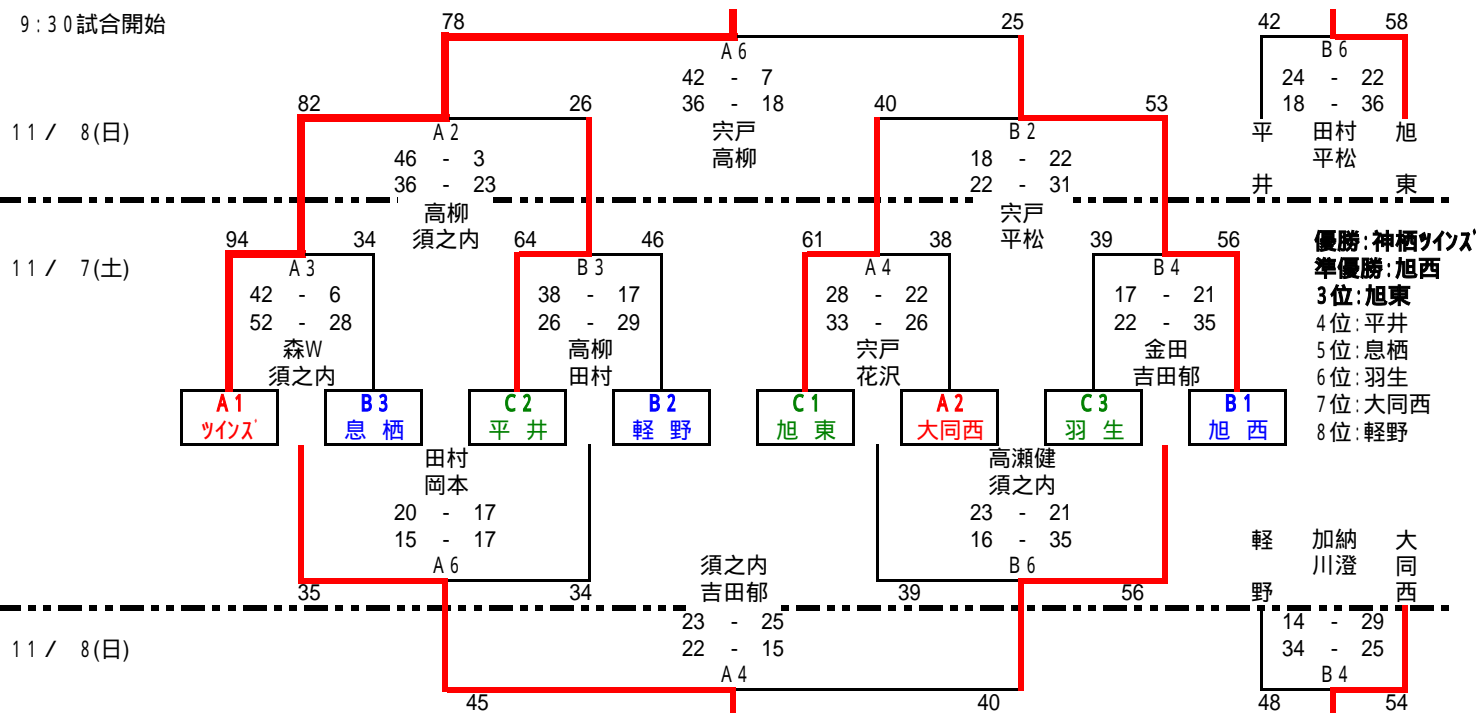 9:30試合開始
78 25 42 58
A6 B6
42 - 7 24 - 22
36 - 18 18 - 36
82 26 40 53
11/ 8(日)
A2 宍戸 B2 平 田村 旭
46 - 3 高柳 18 - 22 平松
36 - 23 22 - 31 井 東
高柳 宍戸
須之内 平松
94 34 64 46 61 38 39 56 優勝:神栖ツインズ
11/ 7(土)
A3 B3 A4 B4 準優勝:旭西
42 - 6 38 - 17 28 - 22 17 - 21 3位:旭東
52 - 28 26 - 29 33 - 26 22 - 35 4位:平井
森W 高柳 宍戸 金田 5位:息栖
須之内 田村 花沢 吉田郁 6位:羽生
A1 B3 C2 B2 C1 A2 C3 B1 7位:大同西
ツインズ 息栖 平井 軽野 旭東 大同西 羽生 旭西 8位:軽野
田村 高瀬健
岡本 須之内
20 - 17 23 - 21
15 - 17 16 - 35
A6 B6
軽野 加納 大同西
川澄
須之内
吉田郁
35 34 39 56
23 - 25 14 - 29
22 - 15 34 - 25
11/ 8(日)
A4 B4
45 40 48 54